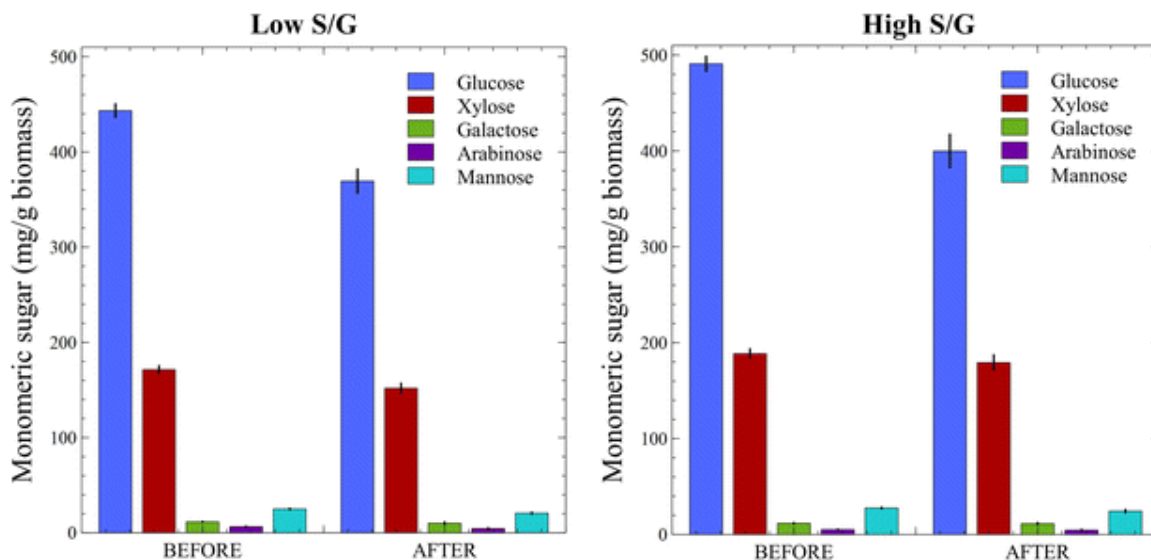 Low S/G
Monomeric sugar (mg/g biomass)
500
400
300
200
100
0
Glucose
Xylose
Galactose
Arabinose
Mannose
BEFORE AFTER
High S/G
Monomeric sugar (mg/g biomass)
500
400
300
200
100
0
Glucose
Xylose
Galactose
Arabinose
Mannose
BEFORE AFTER